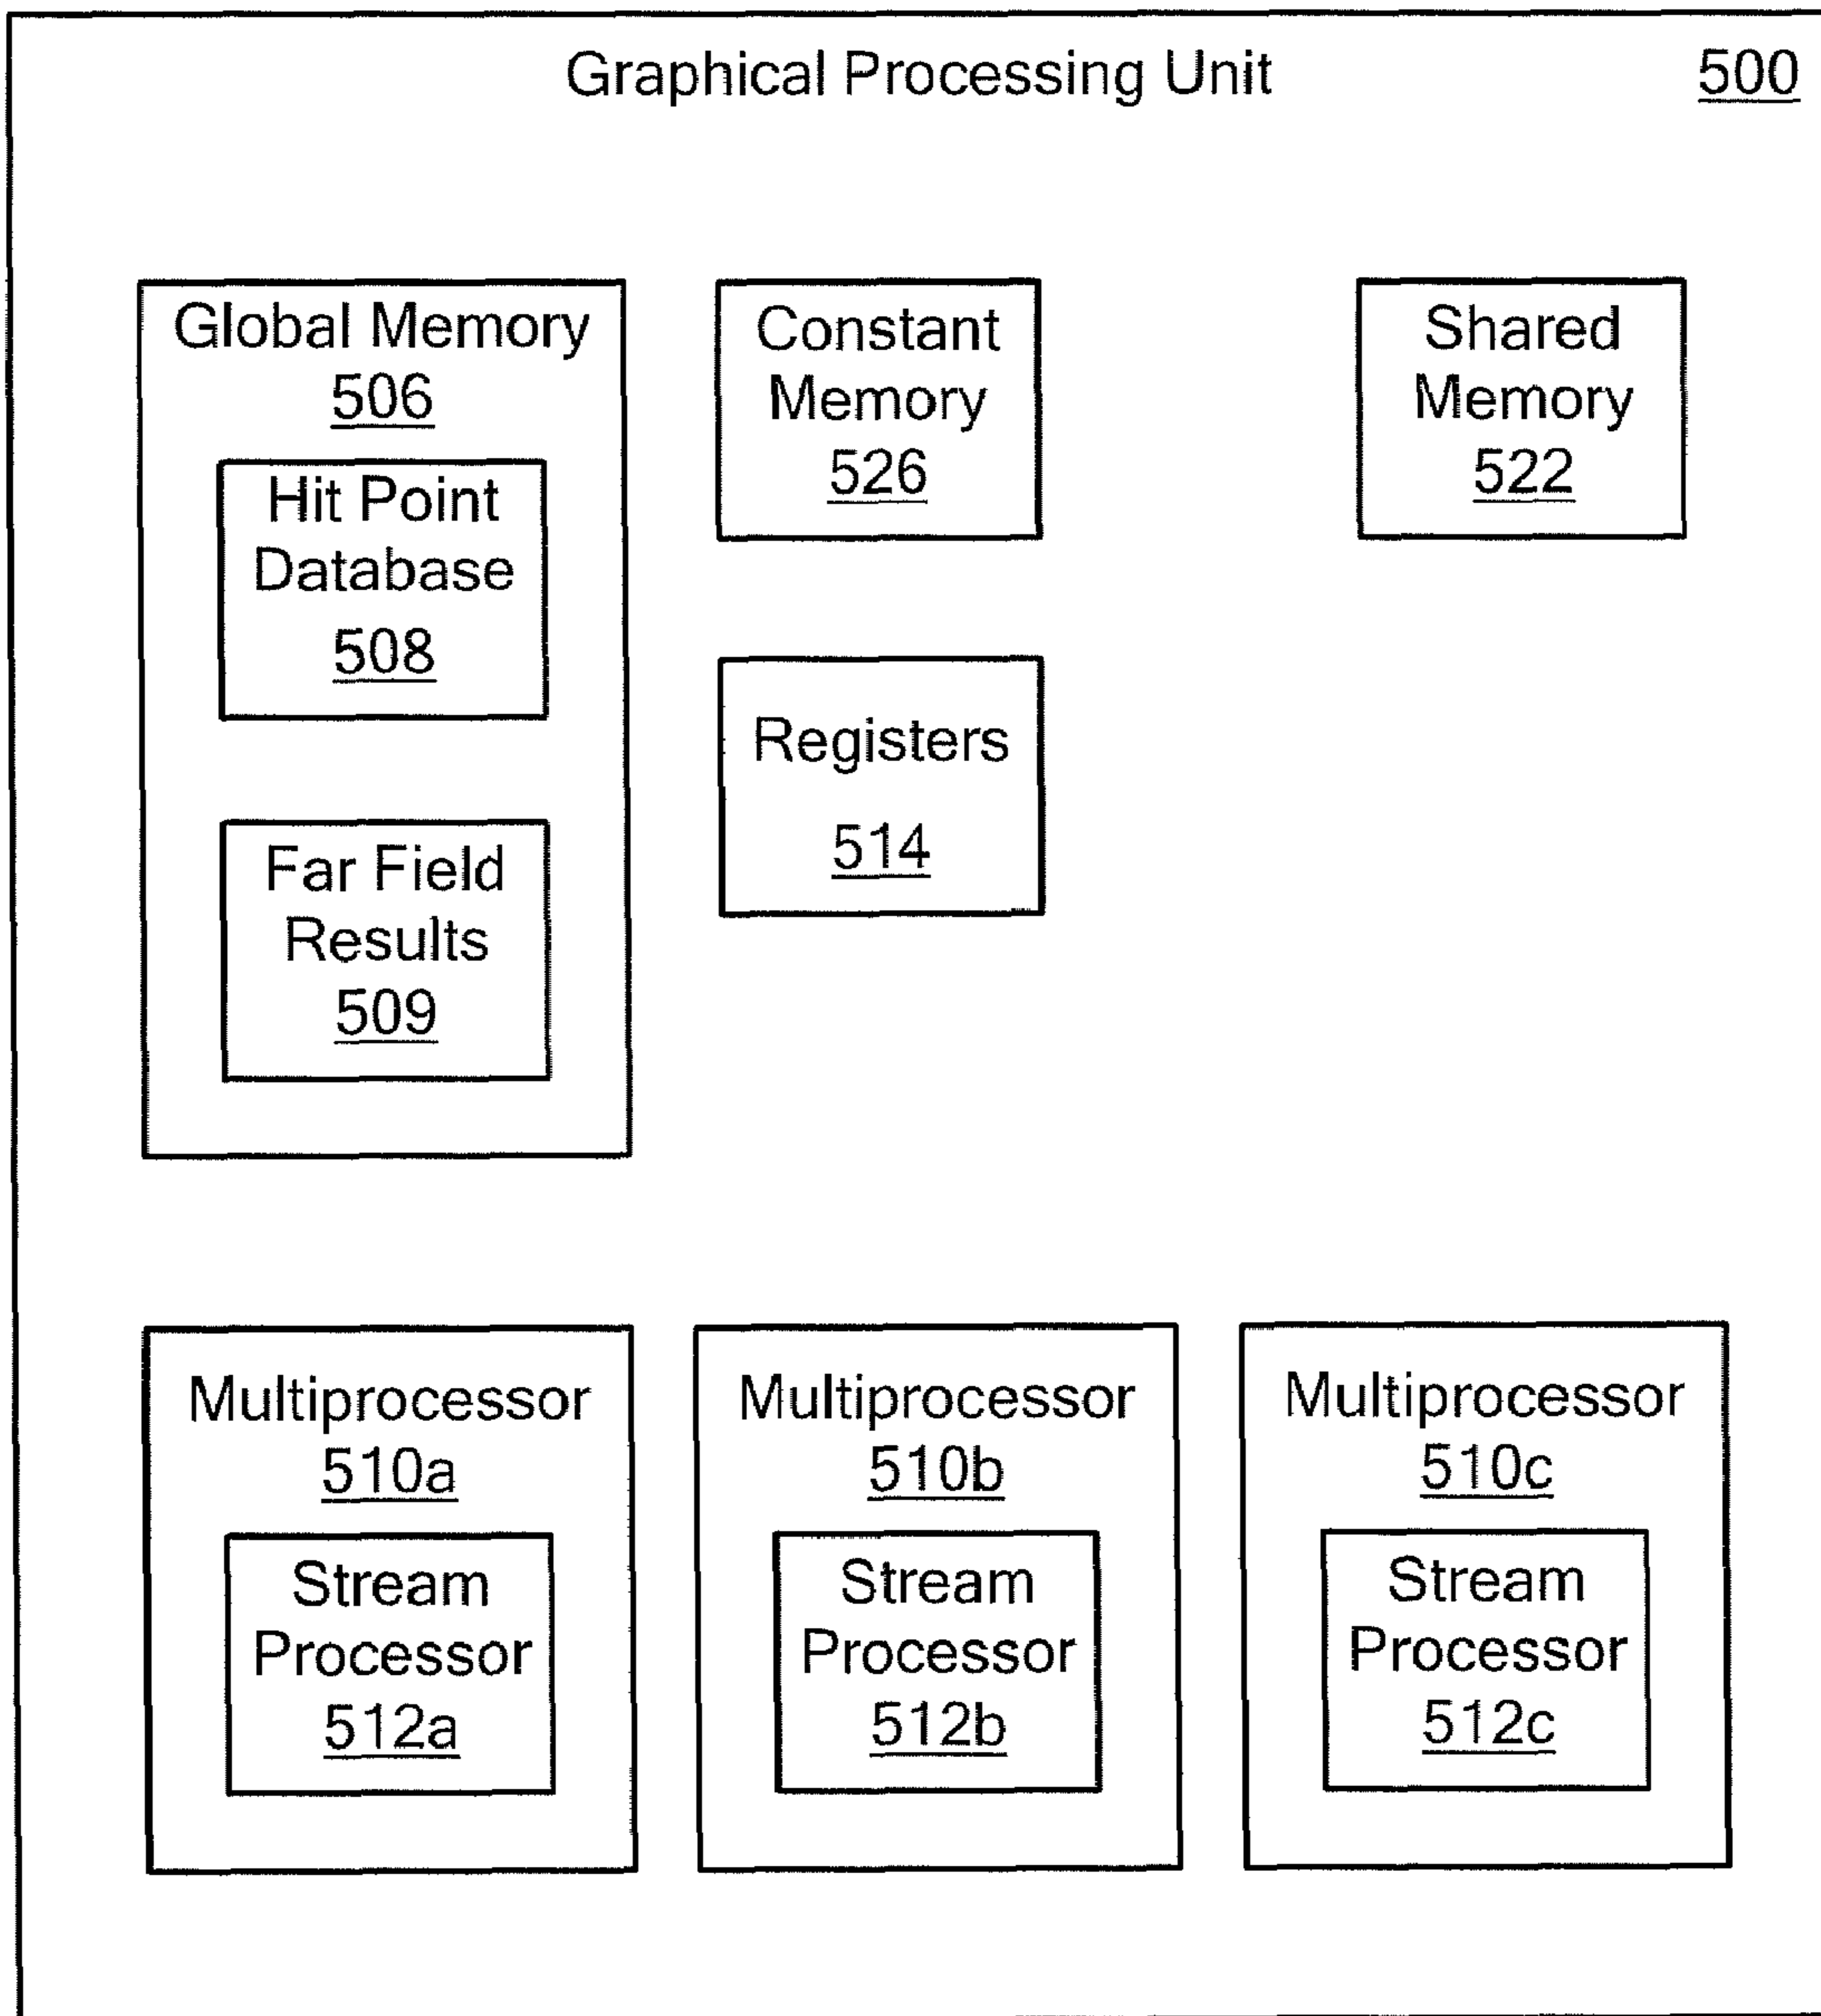 Graphical Processing Unit 500
Global Memory
506
Hit Point
Database
508
Far Field
Results
509
Constant
Memory
526
Registers
514
Shared
Memory
522
Multiprocessor
510a
Stream
Processor
512a
Multiprocessor
510b
Stream
Processor
512b
Multiprocessor
510c
Stream
Processor
512c